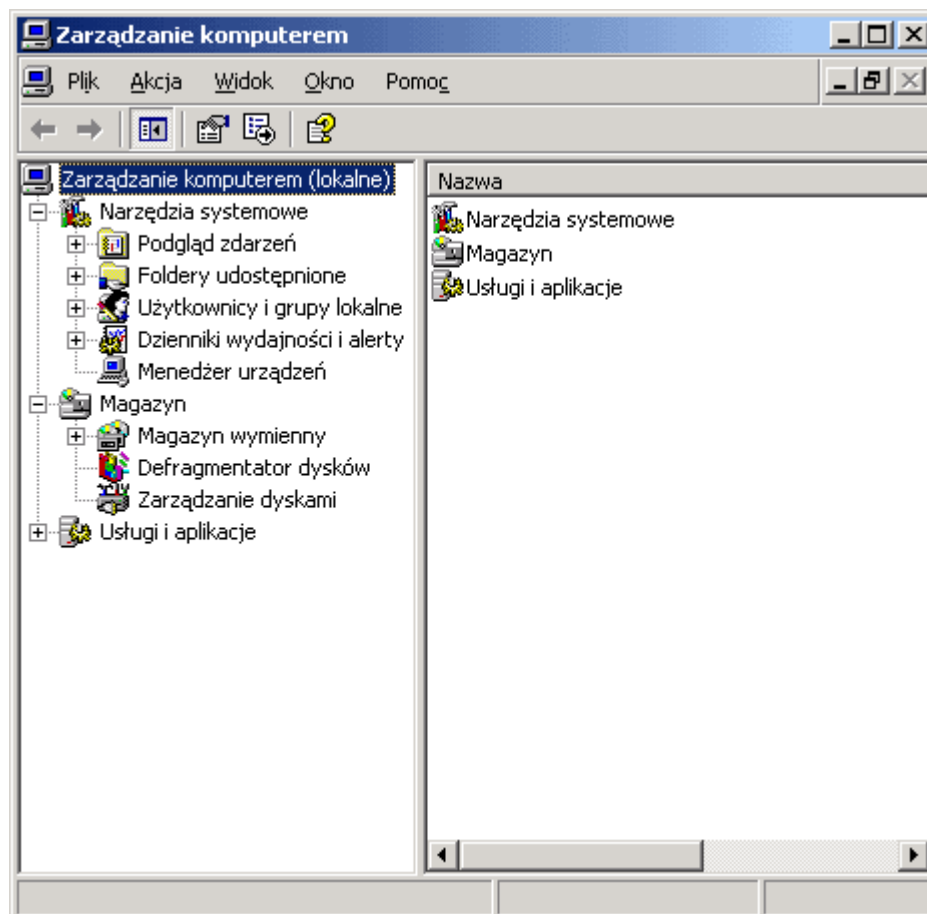 Zarządzanie komputerem
Plik Akcja Widok Okno Pomoc
Zarządzanie komputerem (lokalne)
Narzędzia systemowe
Podgląd zdarzeń
Foldery udostępnione
Użytkownicy i grupy lokalne
Dzienniki wydajności i alerty
Menedżer urządzeń
Magazyn
Magazyn wymienny
Defragmentator dysków
Zarządzanie dyskami
Usługi i aplikacje
Nazwa
Narzędzia systemowe
Magazyn
Usługi i aplikacje